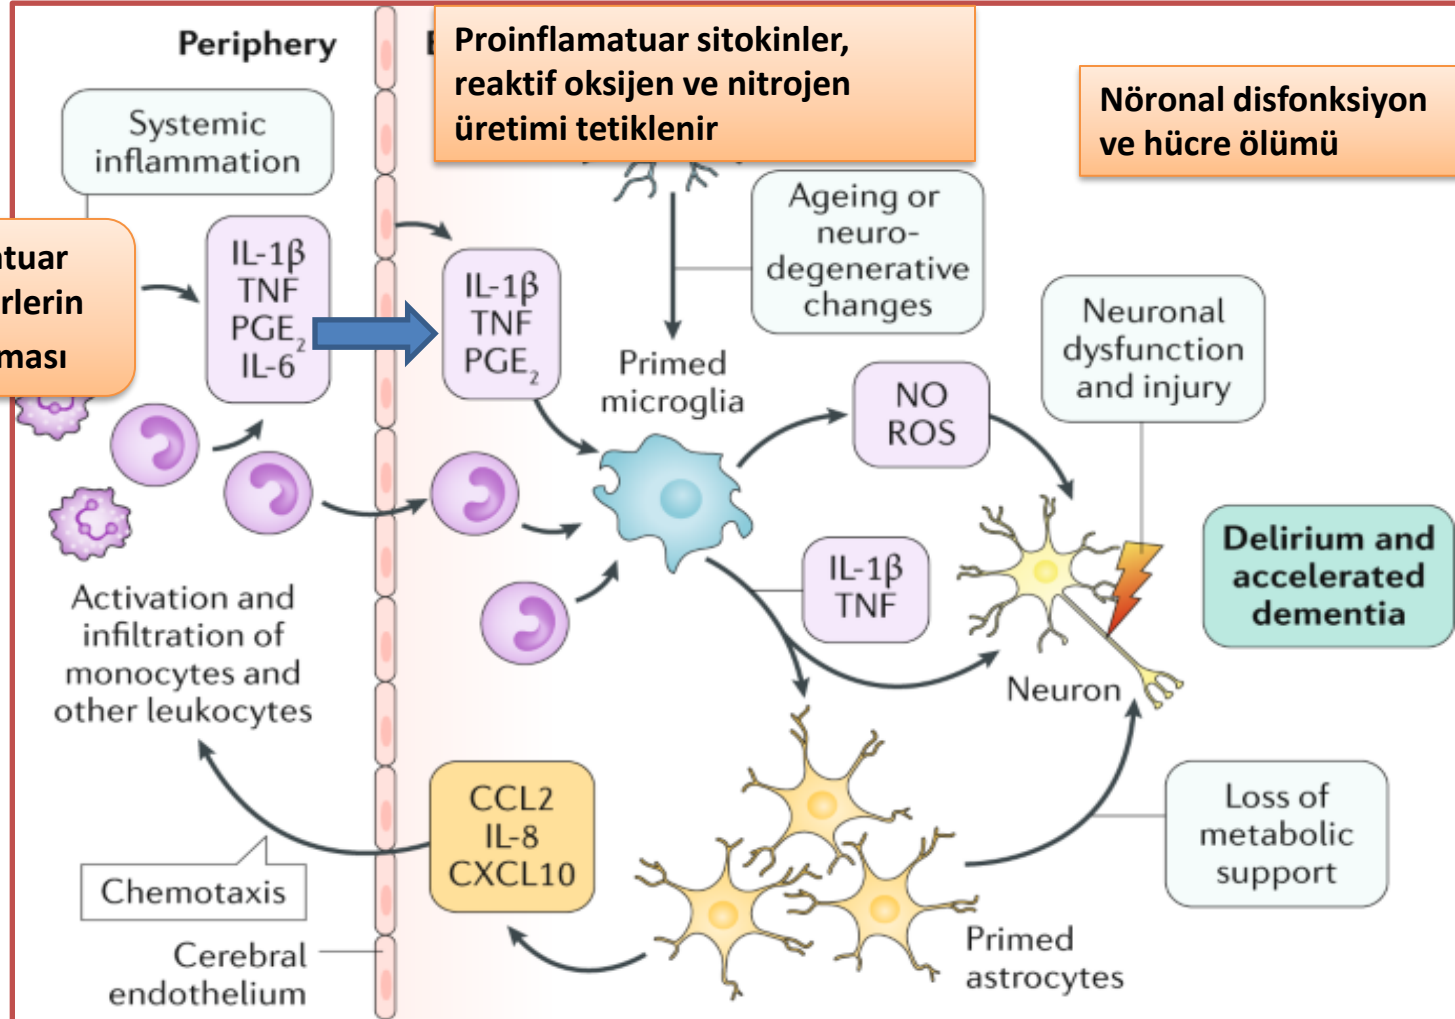 Periphery
Proinflamatuar sitokinler,
reaktif oksijen ve nitrojen
üretimi tetiklenir
Nöronal disfonksiyon
ve hücre ölümü
Systemic
inflammation
IL-1β
TNF
PGE₂
IL-6
IL-1β
TNF
PGE₂
Ageing or
neuro-
degenerative
changes
Primed
microglia
NO
ROS
Neuronal
dysfunction
and injury
IL-1β
TNF
Delirium and
accelerated
dementia
Neuron
Activation and
infiltration of
monocytes and
other leukocytes
CCL2
IL-8
CXCL10
Chemotaxis
Cerebral
endothelium
Loss of
metabolic
support
Primed
astrocytes